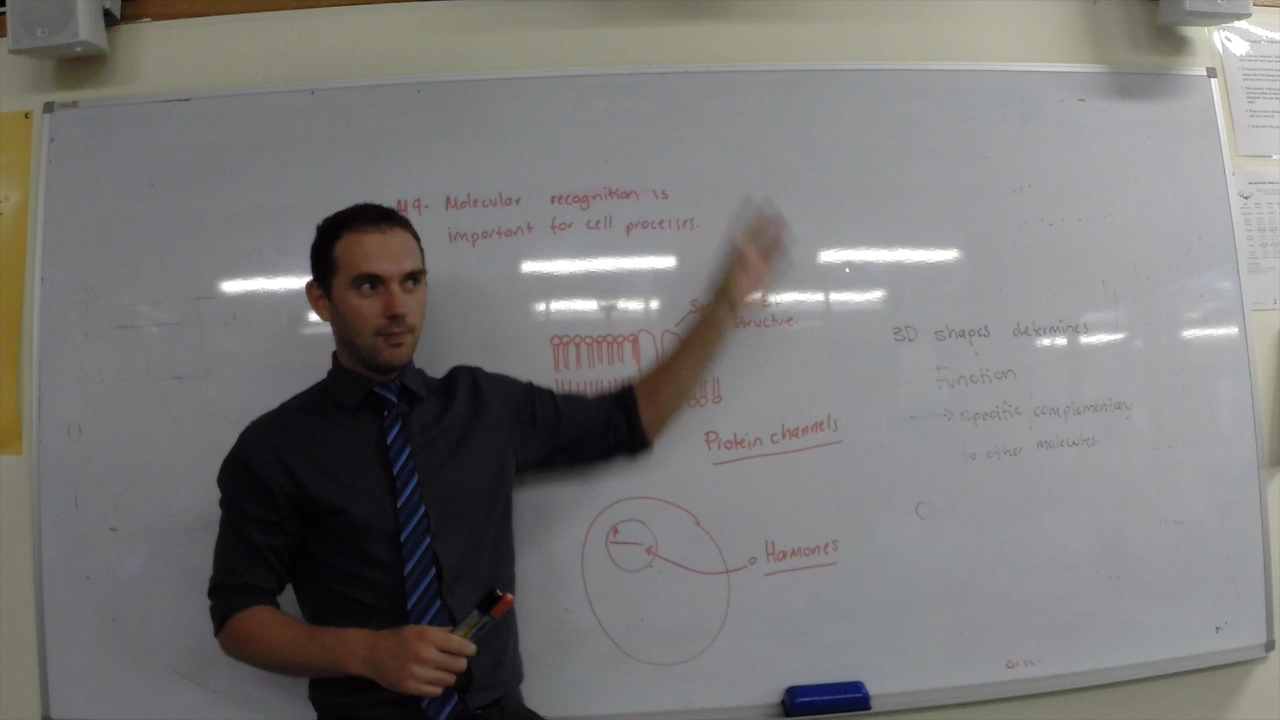 M9- Molecular recognition is
important for cell processes.
structure.
3D shapes determines
Function
specific complementary
to other molecules.
Protein channels
Hormones